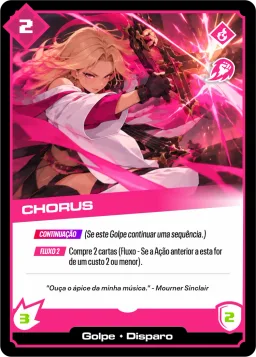 2
CHORUS
CONTINUAÇÃO (Se este Golpe continuar uma sequência.)
FLUXO 2 Compre 2 cartas (Fluxo - Se a Ação anterior a esta for
de um custo 2 ou menor).
"Ouça o ápice da minha música." - Mourner Sinclair
3
2
Golpe • Disparo